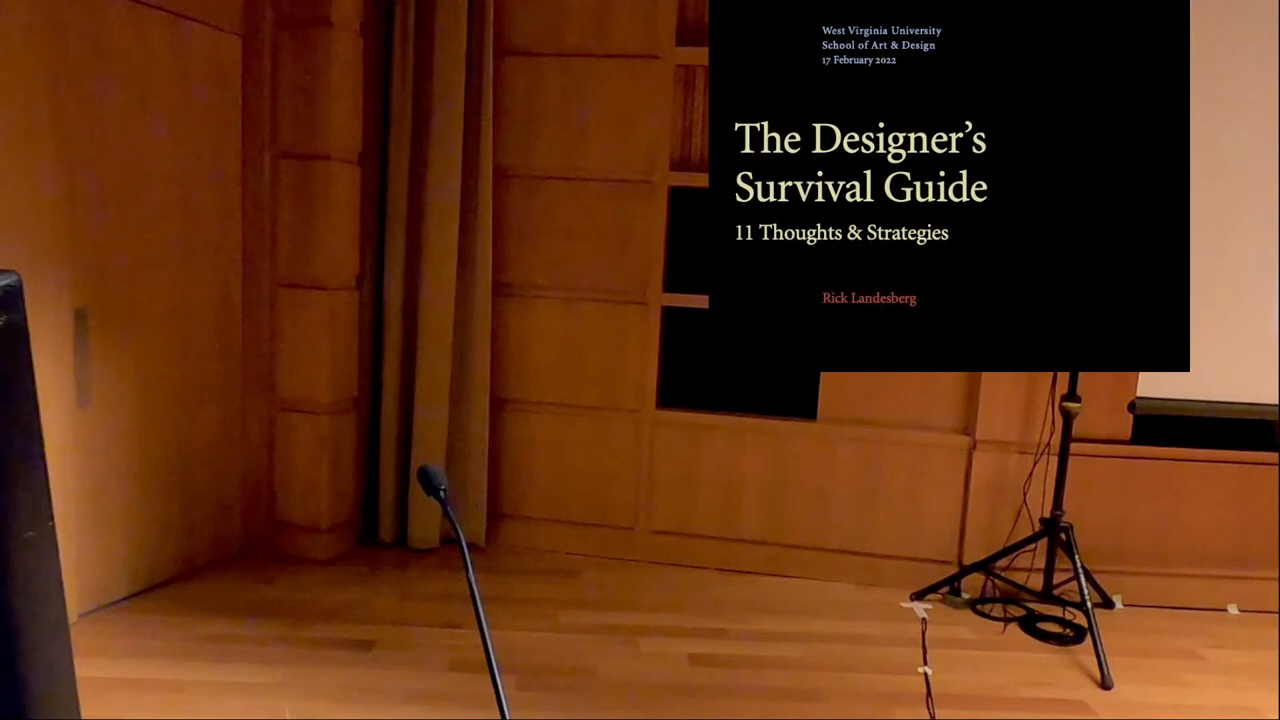 West Virginia University
School of Art & Design
17 February 2022
The Designer’s
Survival Guide
11 Thoughts & Strategies
Rick Landesberg